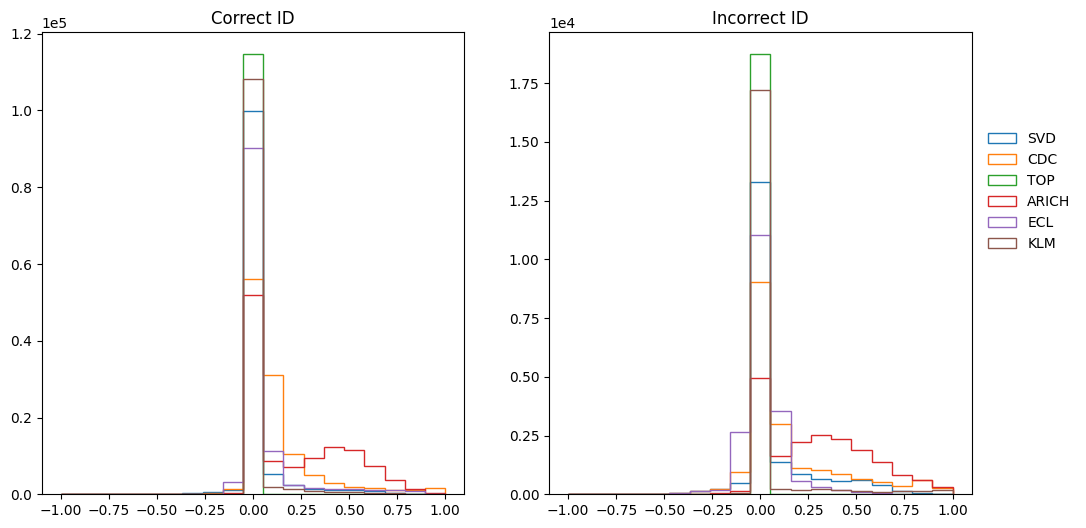 Correct ID
Incorrect ID
1e5
1e4
1.2
1.0
0.8
0.6
0.4
0.2
0.0
1.75
1.50
1.25
1.00
0.75
0.50
0.25
0.00
−1.00 −0.75 −0.50 −0.25 0.00 0.25 0.50 0.75 1.00
−1.00 −0.75 −0.50 −0.25 0.00 0.25 0.50 0.75 1.00
SVD
CDC
TOP
ARICH
ECL
KLM